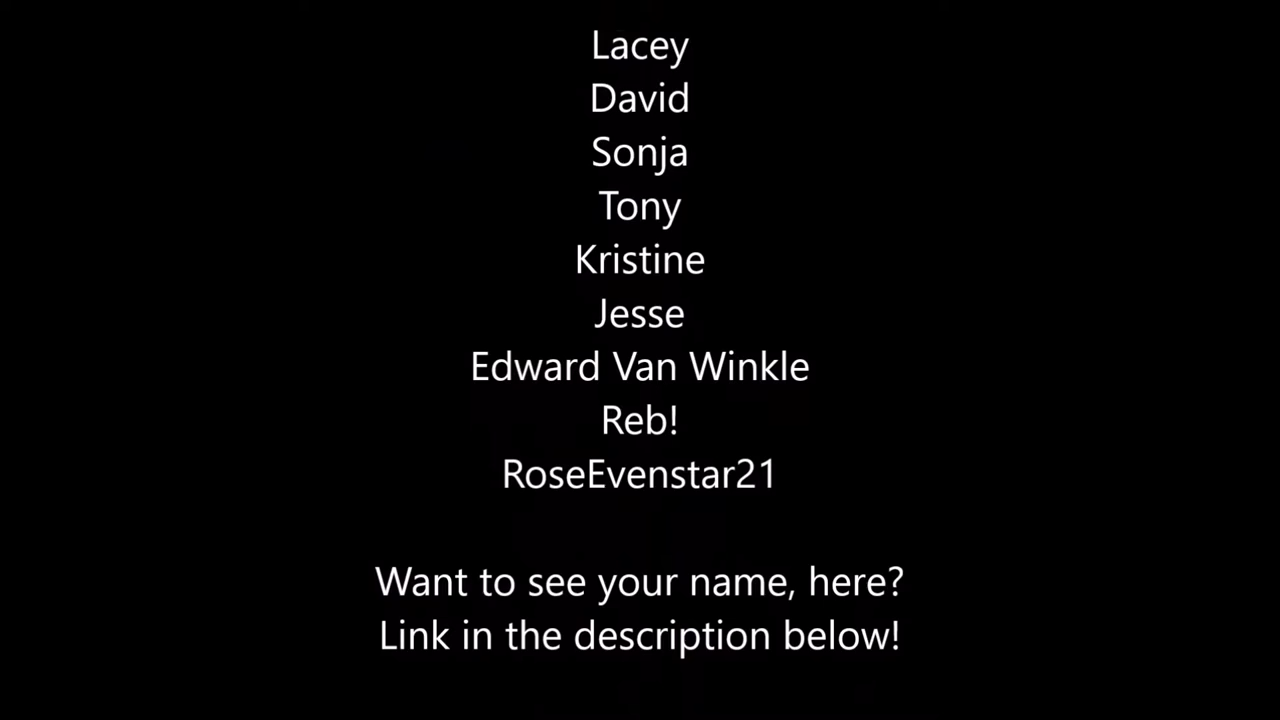 Lacey
David
Sonja
Tony
Kristine
Jesse
Edward Van Winkle
Reb!
RoseEvenstar21
Want to see your name, here?
Link in the description below!